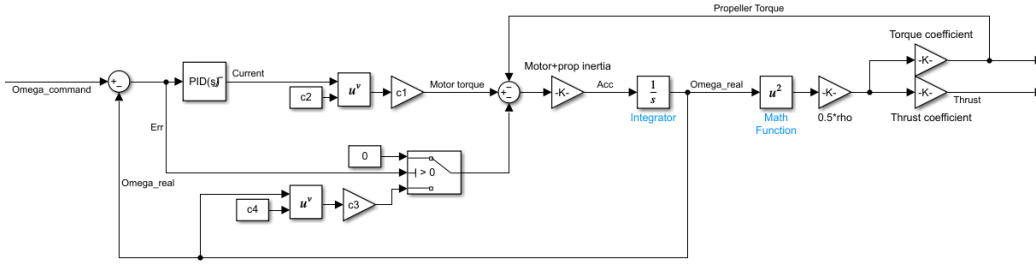 Propeller Torque
Torque coefficient
-K-
Omega_command
PID(s)
Current
c2
u^v
c1
Motor torque
Motor+prop inertia
-K-
Acc
1
s
Integrator
Omega_real
u^2
Math
Function
-K-
0.5*rho
-K-
Thrust
Thrust coefficient
Err
0
> 0
Omega_real
c4
u^v
c3